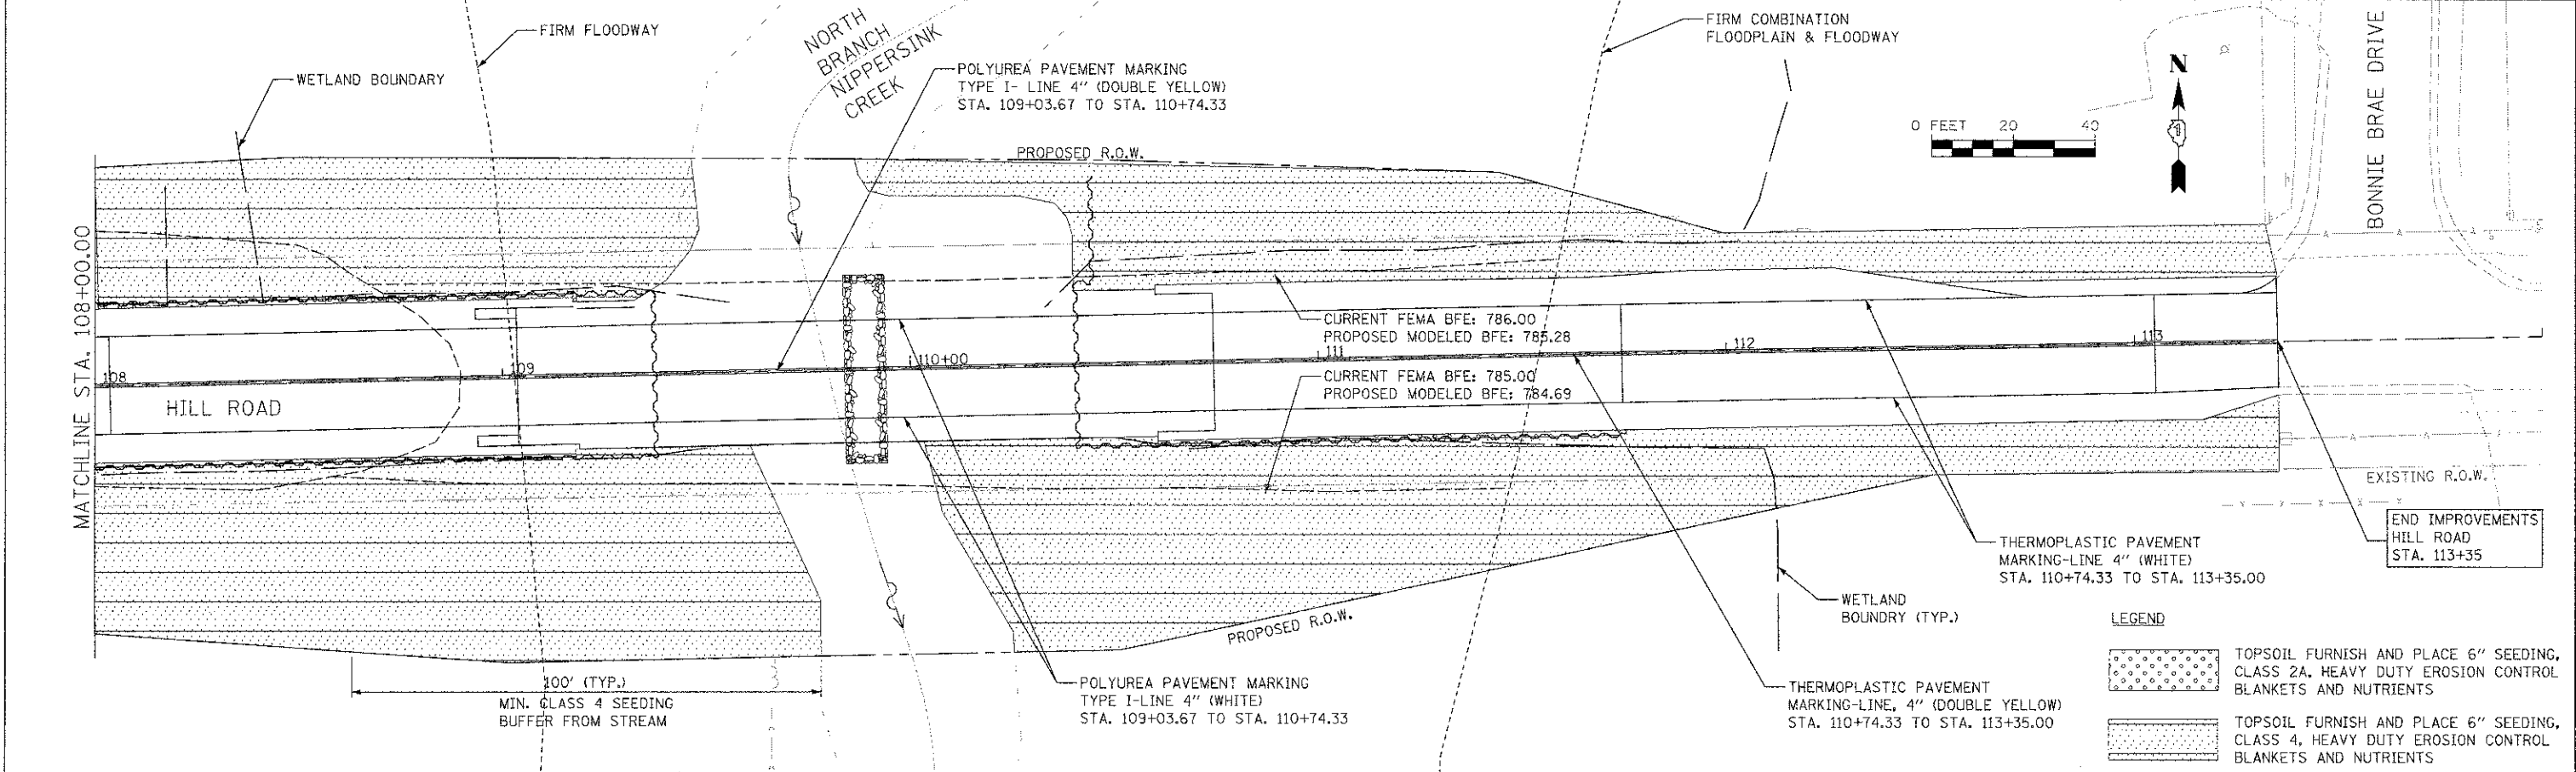 FIRM FLOODWAY
WETLAND BOUNDARY
NORTH
BRANCH
NIPPERSINK
CREEK
POLYUREA PAVEMENT MARKING
TYPE I- LINE 4" (DOUBLE YELLOW)
STA. 109+03.67 TO STA. 110+74.33
FIRM COMBINATION
FLOODPLAIN & FLOODWAY
BONNIE BRAE DRIVE
N
0 FEET 20 40
PROPOSED R.O.W.
MATCHLINE STA. 108+00.00
CURRENT FEMA BFE: 786.00
PROPOSED MODELED BFE: 785.28
108
109
110+00
111
112
113
CURRENT FEMA BFE: 785.00
PROPOSED MODELED BFE: 784.69
HILL ROAD
EXISTING R.O.W.
END IMPROVEMENTS
HILL ROAD
STA. 113+35
THERMOPLASTIC PAVEMENT
MARKING-LINE 4" (WHITE)
STA. 110+74.33 TO STA. 113+35.00
WETLAND
BOUNDRY (TYP.)
PROPOSED R.O.W.
100' (TYP.)
MIN. CLASS 4 SEEDING
BUFFER FROM STREAM
POLYUREA PAVEMENT MARKING
TYPE I-LINE 4" (WHITE)
STA. 109+03.67 TO STA. 110+74.33
THERMOPLASTIC PAVEMENT
MARKING-LINE, 4" (DOUBLE YELLOW)
STA. 110+74.33 TO STA. 113+35.00
LEGEND
TOPSOIL FURNISH AND PLACE 6" SEEDING,
CLASS 2A, HEAVY DUTY EROSION CONTROL
BLANKETS AND NUTRIENTS
TOPSOIL FURNISH AND PLACE 6" SEEDING,
CLASS 4, HEAVY DUTY EROSION CONTROL
BLANKETS AND NUTRIENTS